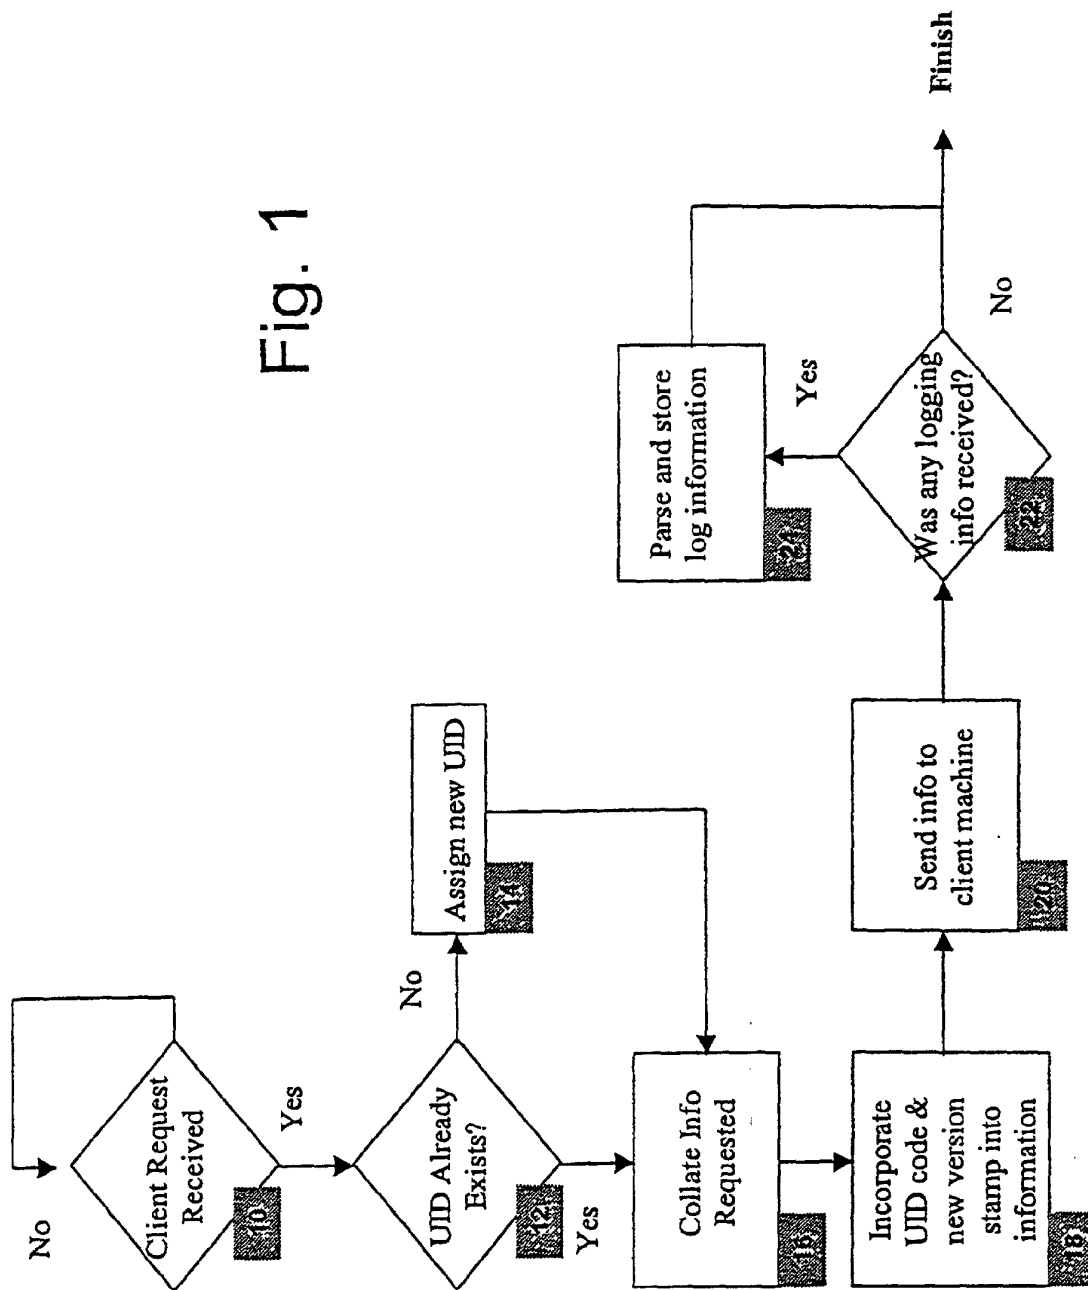 Fig. 1
No
Client Request
Received
10
Yes
UID Already
Exists?
12
No
Assign new UID
14
Yes
Collate Info
Requested
16
Incorporate
UID code &
new version
stamp into
information
18
Send info to
client machine
20
Was any logging
info received?
22
Yes
Parse and store
log information
24
No
Finish